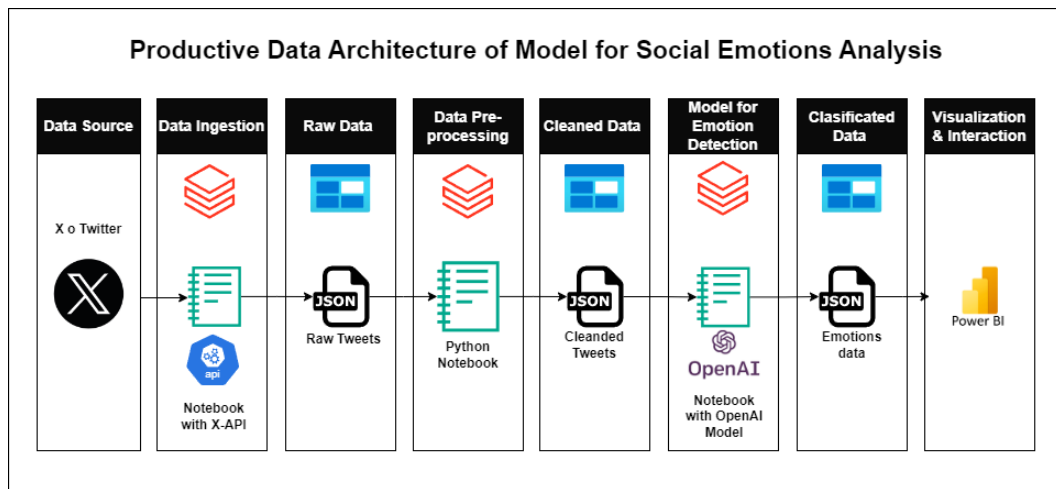 Productive Data Architecture of Model for Social Emotions Analysis
Data Source
Data Ingestion
Raw Data
Data Pre-
processing
Cleaned Data
Model for
Emotion
Detection
Clasificated
Data
Visualization
& Interaction
X o Twitter
JSON
Raw Tweets
api
Notebook
with X-API
Python
Notebook
JSON
Cleanded
Tweets
OpenAI
Notebook
with OpenAI
Model
JSON
Emotions
data
Power BI